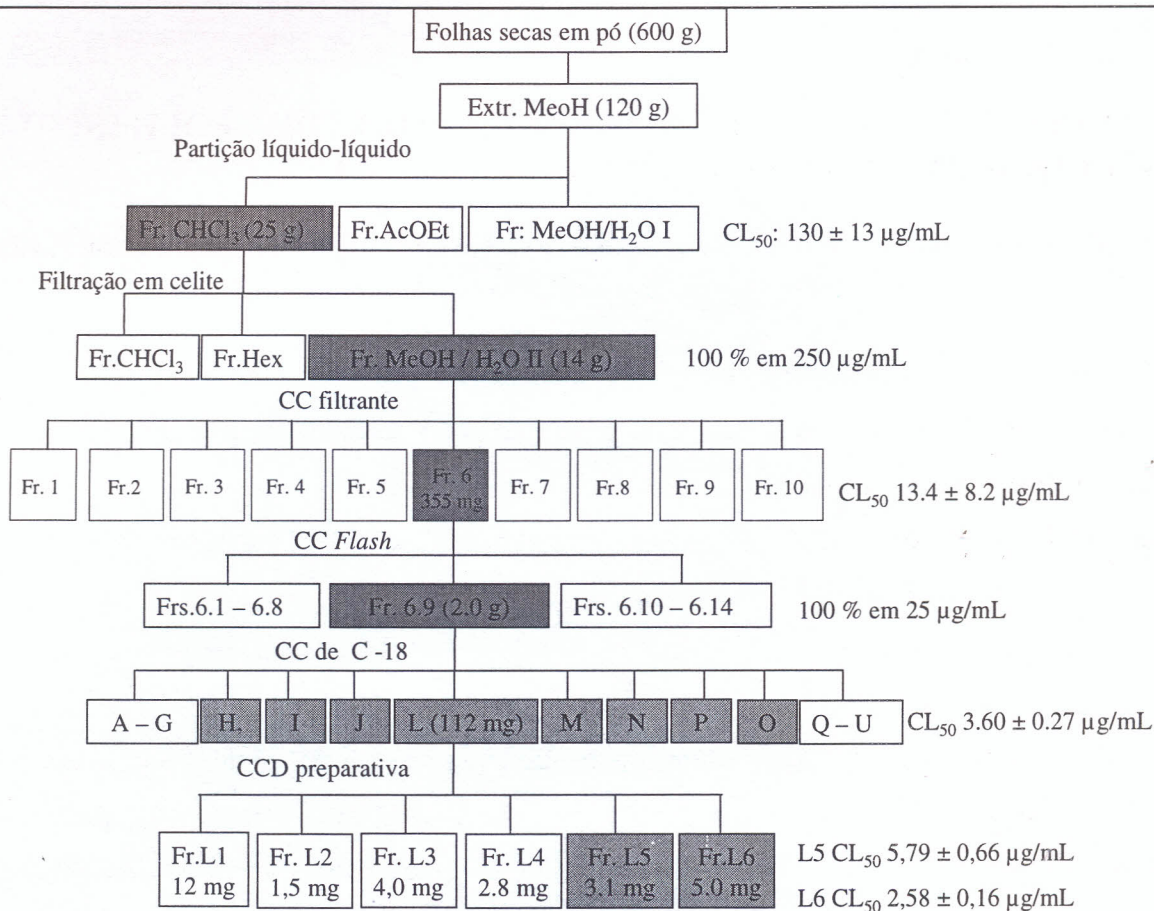 Folhas secas em pó (600 g)
Extr. MeoH (120 g)
Partição líquido-líquido
Fr. CHCl₃ (25 g) Fr.AcOEt Fr: MeOH/H₂O I CL₅₀: 130 ± 13 µg/mL
Filtração em celite
Fr.CHCl₃ Fr.Hex Fr. MeOH / H₂O II (14 g) 100 % em 250 µg/mL
CC filtrante
Fr. 1 Fr.2 Fr. 3 Fr. 4 Fr. 5 Fr. 6 Fr. 7 Fr.8 Fr. 9 Fr. 10 CL₅₀ 13.4 ± 8.2 µg/mL
355 mg
CC Flash
Frs.6.1 – 6.8 Fr. 6.9 (2.0 g) Frs. 6.10 – 6.14 100 % em 25 µg/mL
CC de C -18
A – G H, I J L (112 mg) M N P O Q – U CL₅₀ 3.60 ± 0.27 µg/mL
CCD preparativa
Fr.L1 Fr. L2 Fr. L3 Fr. L4 Fr. L5 Fr.L6 L5 CL₅₀ 5,79 ± 0,66 µg/mL
12 mg 1,5 mg 4,0 mg 2.8 mg 3.1 mg 5.0 mg L6 CL₅₀ 2,58 ± 0,16 µg/mL